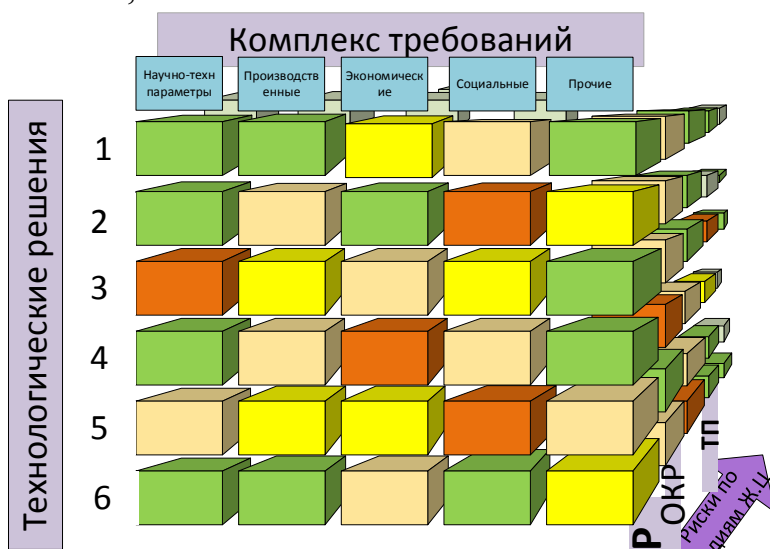 Комплекс требований
Научно-техн
параметры
Производств
енные
Экономическ
ие
Социальные
Прочие
Технологические решения
1
2
3
4
5
6
Р
ОКР
ТП
Риски по
диям Ж.Ц